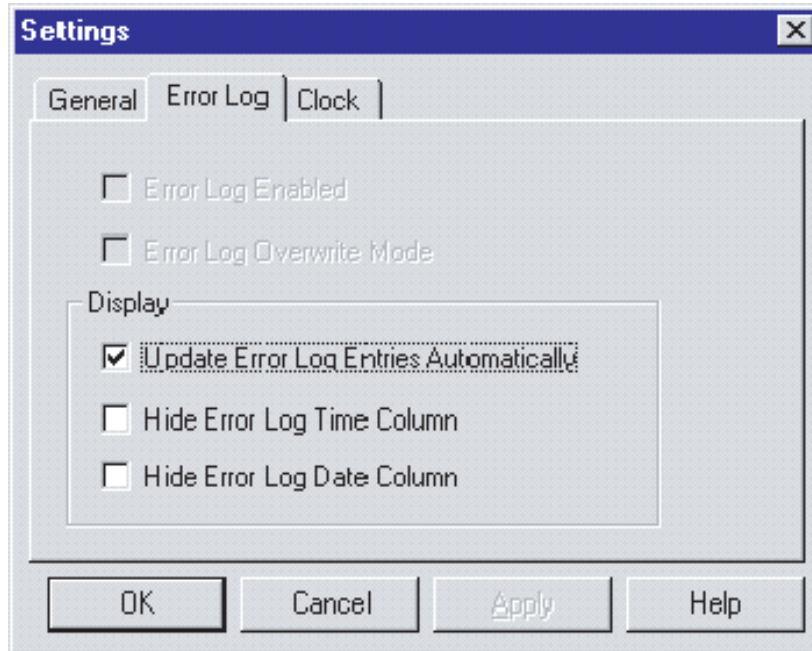 Settings
General Error Log Clock
Error Log Enabled
Error Log Overwrite Mode
Display
Update Error Log Entries Automatically
Hide Error Log Time Column
Hide Error Log Date Column
OK Cancel Apply Help